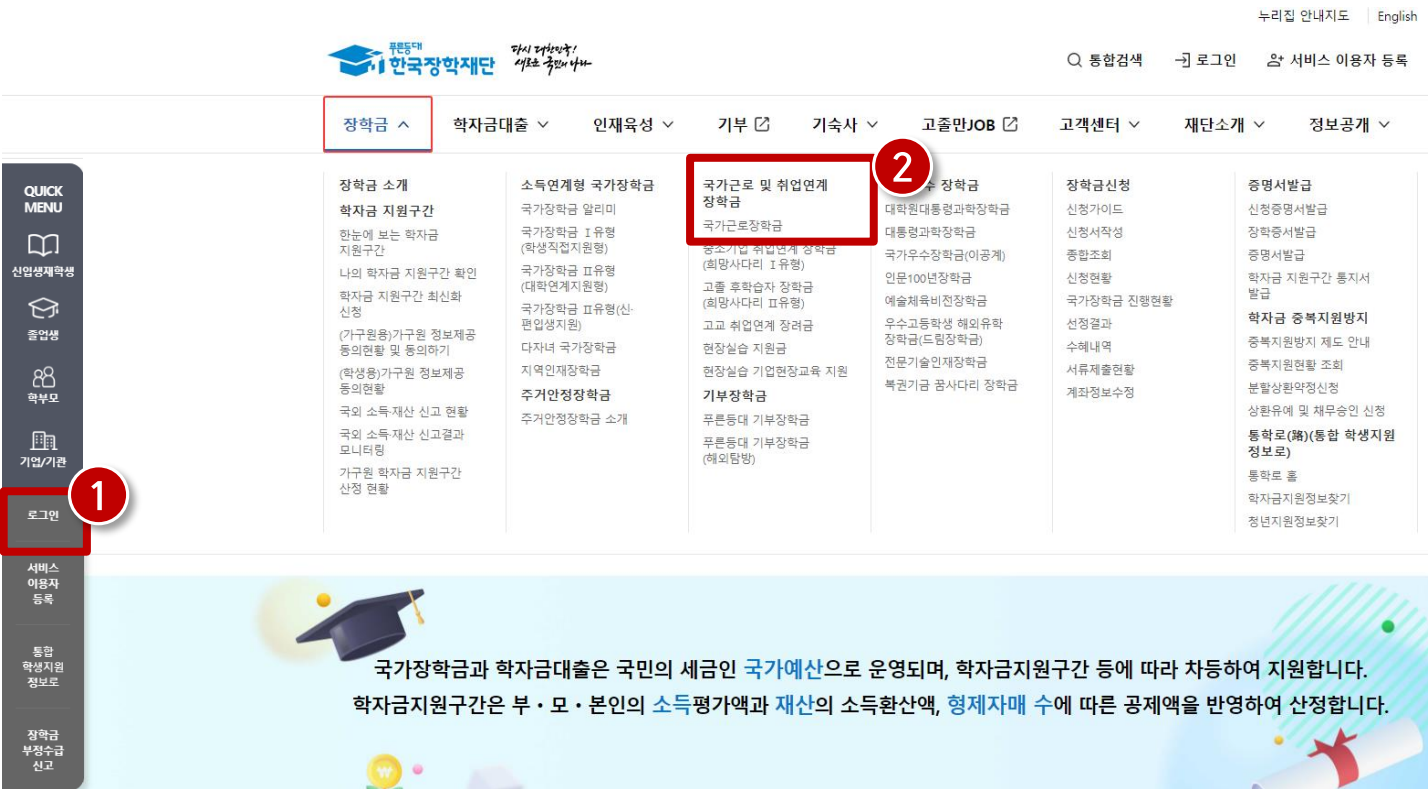 누리집 안내지도
English
푸른등대
한국장학재단
다시 대한민국!
새로운 국민의 나라
통합검색
로그인
서비스 이용자 등록
장학금
학자금대출
인재육성
기부
기숙사
고졸만JOB
고객센터
재단소개
정보공개
QUICK
MENU
신입생재학생
졸업생
학부모
기업/기관
1
로그인
서비스
이용자
등록
통합
학생지원
정보로
장학금
부정수급
신고
장학금 소개
학자금 지원구간
한눈에 보는 학자금
지원구간
나의 학자금 지원구간 확인
학자금 지원구간 최신화
신청
(가구원용)가구원 정보제공
동의현황 및 동의하기
(학생용)가구원 정보제공
동의현황
국외 소득·재산 신고 현황
국외 소득·재산 신고결과
모니터링
가구원 학자금 지원구간
산정 현황
소득연계형 국가장학금
국가장학금 알리미
국가장학금 I 유형
(학생직접지원형)
국가장학금 II유형
(대학연계지원형)
국가장학금 II유형(신·
편입생지원)
다자녀 국가장학금
지역인재장학금
주거안정장학금
주거안정장학금 소개
2
국가근로 및 취업연계
장학금
국가근로장학금
중소기업 취업연계 장학금
(희망사다리 I 유형)
고졸 후학습자 장학금
(희망사다리 II유형)
고교 취업연계 장려금
현장실습 지원금
현장실습 기업현장교육 지원
기부장학금
푸른등대 기부장학금
푸른등대 기부장학금
(해외탐방)
수 장학금
대학원대통령과학장학금
대통령과학장학금
국가우수장학금(이공계)
인문100년장학금
예술체육비전장학금
우수고등학생 해외유학
장학금(드림장학금)
전문기술인재장학금
복권기금 꿈사다리 장학금
장학금신청
신청가이드
신청서작성
종합조회
신청현황
국가장학금 진행현황
선정결과
수혜내역
서류제출현황
계좌정보수정
증명서발급
신청증명서발급
장학증서발급
증명서발급
학자금 지원구간 통지서
발급
학자금 중복지원방지
중복지원방지 제도 안내
중복지원현황 조회
분할상환약정신청
상환유예 및 채무승인 신청
통학로(路)(통합 학생지원
정보로)
통학로 홈
학자금지원정보찾기
청년지원정보찾기
국가장학금과 학자금대출은 국민의 세금인 국가예산으로 운영되며, 학자금지원구간 등에 따라 차등하여 지원합니다.
학자금지원구간은 부・모・본인의 소득평가액과 재산의 소득환산액, 형제자매 수에 따른 공제액을 반영하여 산정합니다.